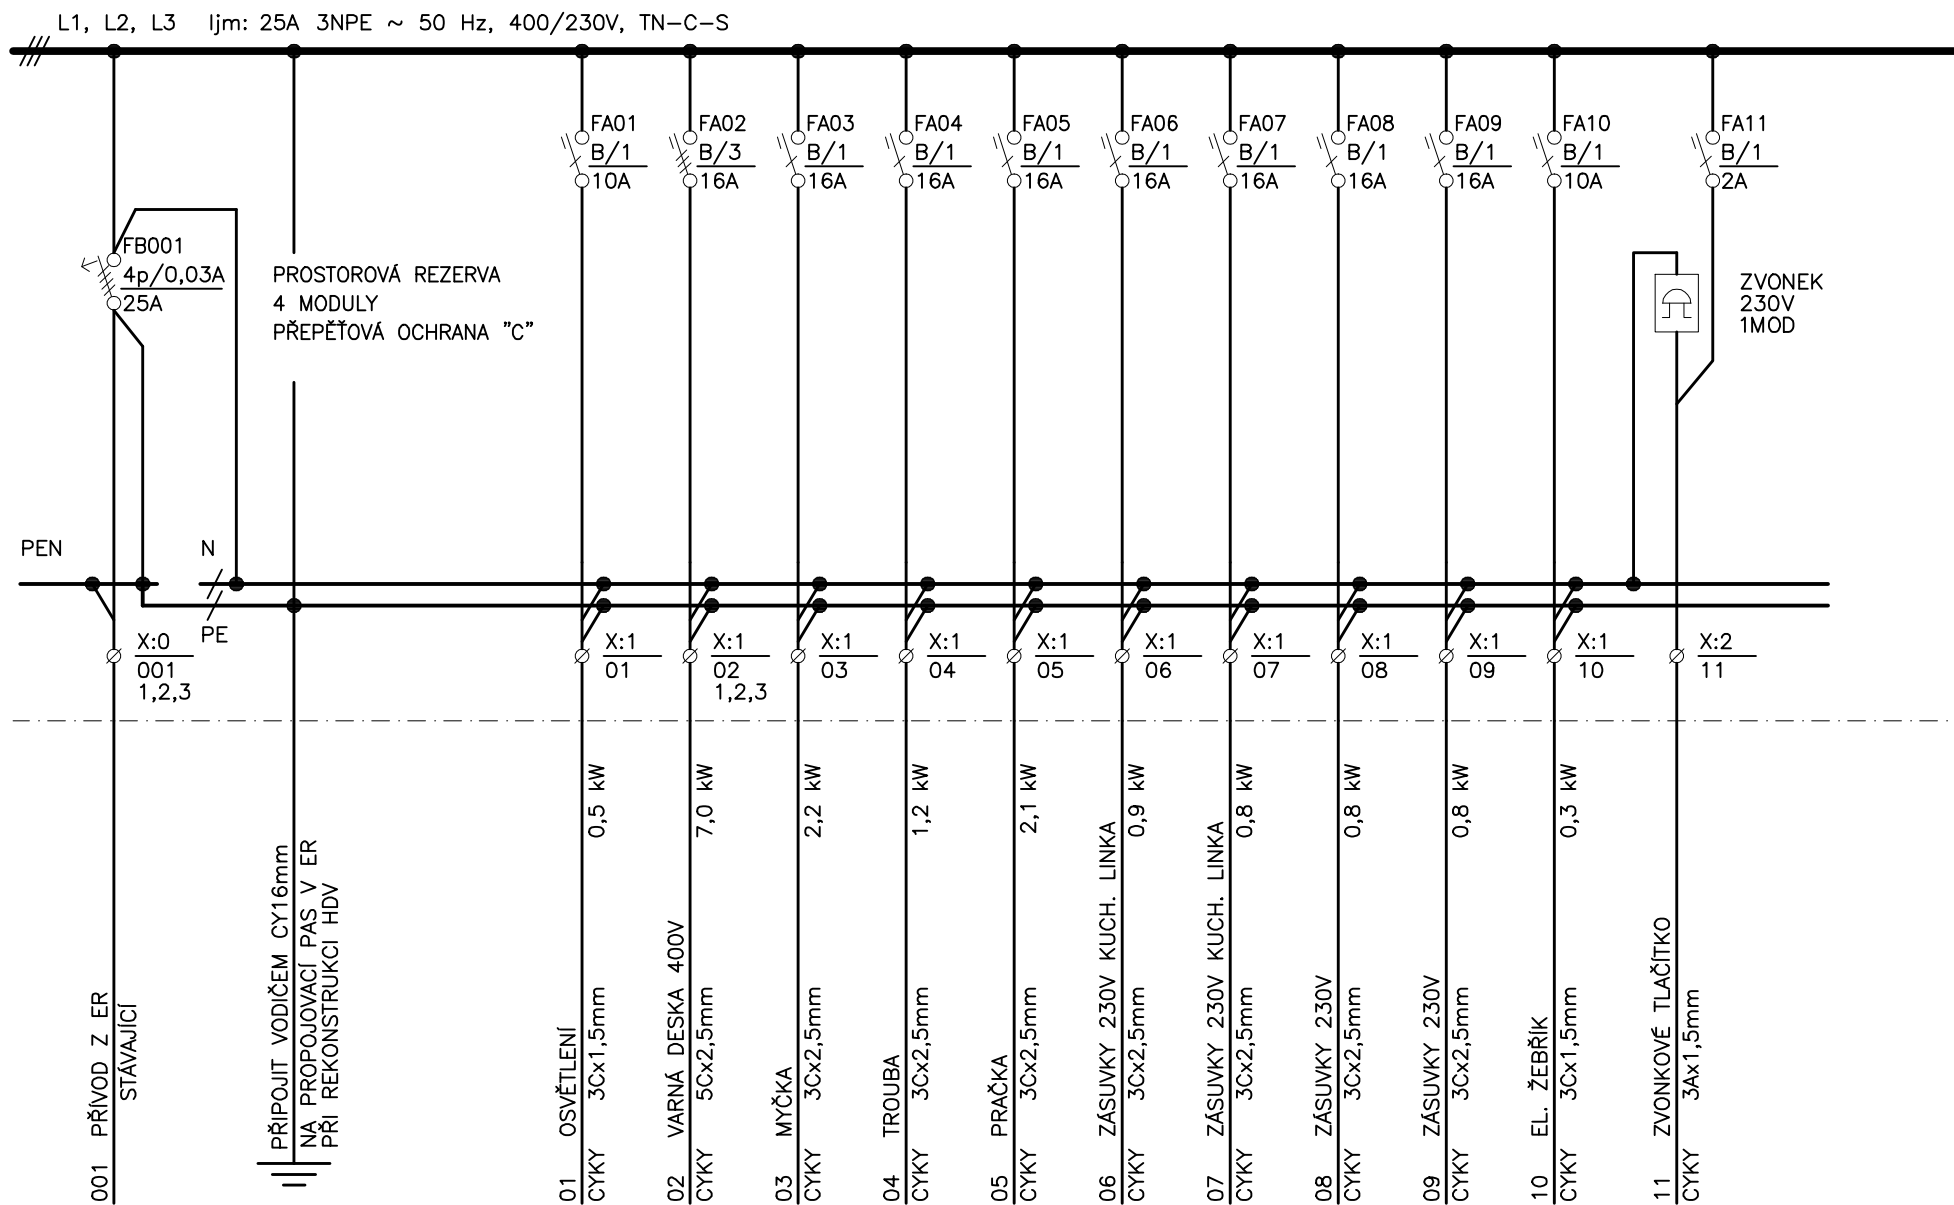 L1, L2, L3 Ijm: 25A 3NPE ~ 50 Hz, 400/230V, TN-C-S
FB001
4p/0,03A
25A
PROSTOROVÁ REZERVA
4 MODULY
PŘEPĚŤOVÁ OCHRANA "C"
FA01
B/1
10A
FA02
B/3
16A
FA03
B/1
16A
FA04
B/1
16A
FA05
B/1
16A
FA06
B/1
16A
FA07
B/1
16A
FA08
B/1
16A
FA09
B/1
16A
FA10
B/1
10A
FA11
B/1
2A
ZVONEK
230V
1MOD
PEN
N
PE
X:0
001
1,2,3
X:1
01
X:1
02
1,2,3
X:1
03
X:1
04
X:1
05
X:1
06
X:1
07
X:1
08
X:1
09
X:1
10
X:2
11
001 PŘÍVOD Z ER
STÁVAJÍCÍ
PŘIPOJIT VODIČEM CY16mm
NA PROPOJOVACÍ PAS V ER
PŘI REKONSTRUKCI HDV
01 OSVĚTLENÍ
CYKY 3Cx1,5mm 0,5 kW
02 VARNÁ DESKA 400V
CYKY 5Cx2,5mm 7,0 kW
03 MYČKA
CYKY 3Cx2,5mm 2,2 kW
04 TROUBA
CYKY 3Cx2,5mm 1,2 kW
05 PRAČKA
CYKY 3Cx2,5mm 2,1 kW
06 ZÁSUVKY 230V KUCH. LINKA
CYKY 3Cx2,5mm 0,9 kW
07 ZÁSUVKY 230V KUCH. LINKA
CYKY 3Cx2,5mm 0,8 kW
08 ZÁSUVKY 230V
CYKY 3Cx2,5mm 0,8 kW
09 ZÁSUVKY 230V
CYKY 3Cx2,5mm 0,8 kW
10 EL. ŽEBŘÍK
CYKY 3Cx1,5mm 0,3 kW
11 ZVONKOVÉ TLAČÍTKO
CYKY 3Ax1,5mm